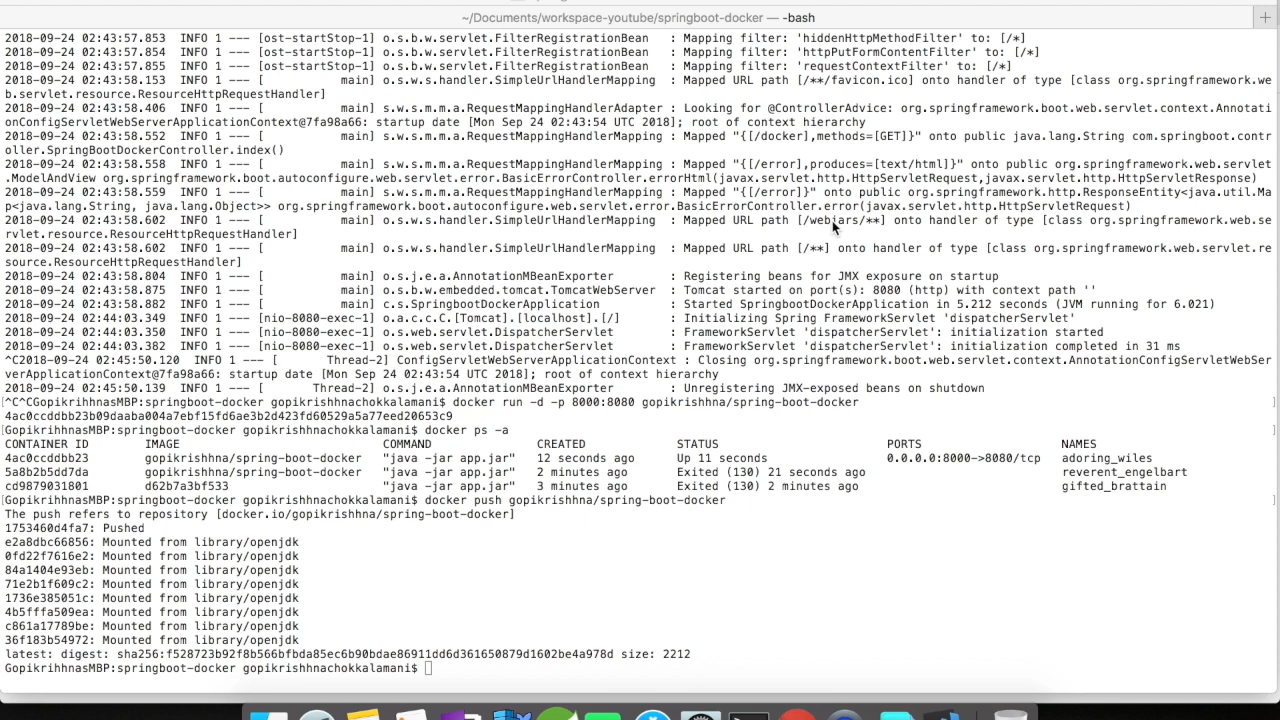 ~/Documents/workspace-youtube/springboot-docker — -bash
2018-09-24 02:43:57.853  INFO 1 --- [ost-startStop-1] o.s.b.w.servlet.FilterRegistrationBean   : Mapping filter: 'hiddenHttpMethodFilter' to: [/*]
2018-09-24 02:43:57.854  INFO 1 --- [ost-startStop-1] o.s.b.w.servlet.FilterRegistrationBean   : Mapping filter: 'httpPutFormContentFilter' to: [/*]
2018-09-24 02:43:57.855  INFO 1 --- [ost-startStop-1] o.s.b.w.servlet.FilterRegistrationBean   : Mapping filter: 'requestContextFilter' to: [/*]
2018-09-24 02:43:58.153  INFO 1 --- [           main] s.w.s.handler.SimpleUrlHandlerMapping  : Mapped URL path [/**/favicon.ico] onto handler of type [class org.springframework.we
b.servlet.resource.ResourceHttpRequestHandler]
2018-09-24 02:43:58.406  INFO 1 --- [           main] s.w.s.m.m.a.RequestMappingHandlerAdapter : Looking for @ControllerAdvice: org.springframework.boot.web.servlet.context.Annotati
onConfigServletWebServerApplicationContext@7fa98a66: startup date [Mon Sep 24 02:43:54 UTC 2018]; root of context hierarchy
2018-09-24 02:43:58.552  INFO 1 --- [           main] s.w.s.m.m.a.RequestMappingHandlerMapping : Mapped "{[/docker],methods=[GET]}" onto public java.lang.String com.springboot.contr
oller.SpringBootDockerController.index()
2018-09-24 02:43:58.558  INFO 1 --- [           main] s.w.s.m.m.a.RequestMappingHandlerMapping : Mapped "{[/error],produces=[text/html]}" onto public org.springframework.web.servlet
.ModelAndView org.springframework.boot.autoconfigure.web.servlet.error.BasicErrorController.errorHtml(javax.servlet.http.HttpServletRequest,javax.servlet.http.HttpServletResponse)
2018-09-24 02:43:58.559  INFO 1 --- [           main] s.w.s.m.m.a.RequestMappingHandlerMapping : Mapped "{[/error]}" onto public org.springframework.http.ResponseEntity<java.util.Ma
p<java.lang.String, java.lang.Object>> org.springframework.boot.autoconfigure.web.servlet.error.BasicErrorController.error(javax.servlet.http.HttpServletRequest)
2018-09-24 02:43:58.602  INFO 1 --- [           main] o.s.w.s.handler.SimpleUrlHandlerMapping  : Mapped URL path [/webjars/**] onto handler of type [class org.springframework.web.se
rvlet.resource.ResourceHttpRequestHandler]
2018-09-24 02:43:58.602  INFO 1 --- [           main] o.s.w.s.handler.SimpleUrlHandlerMapping  : Mapped URL path [/**] onto handler of type [class org.springframework.web.servlet.re
source.ResourceHttpRequestHandler]
2018-09-24 02:43:58.804  INFO 1 --- [           main] o.s.j.e.a.AnnotationMBeanExporter        : Registering beans for JMX exposure on startup
2018-09-24 02:43:58.875  INFO 1 --- [           main] o.s.b.w.embedded.tomcat.TomcatWebServer  : Tomcat started on port(s): 8080 (http) with context path ''
2018-09-24 02:43:58.882  INFO 1 --- [           main] c.s.SpringbootDockerApplication          : Started SpringbootDockerApplication in 5.212 seconds (JVM running for 6.021)
2018-09-24 02:44:03.349  INFO 1 --- [nio-8080-exec-1] o.a.c.c.C.[Tomcat].[localhost].[/]       : Initializing Spring FrameworkServlet 'dispatcherServlet'
2018-09-24 02:44:03.350  INFO 1 --- [nio-8080-exec-1] o.s.web.servlet.DispatcherServlet        : FrameworkServlet 'dispatcherServlet': initialization started
2018-09-24 02:44:03.382  INFO 1 --- [nio-8080-exec-1] o.s.web.servlet.DispatcherServlet        : FrameworkServlet 'dispatcherServlet': initialization completed in 31 ms
^C2018-09-24 02:45:50.120  INFO 1 --- [       Thread-2] ConfigServletWebServerApplicationContext : Closing org.springframework.boot.web.servlet.context.AnnotationConfigServletWebSer
verApplicationContext@7fa98a66: startup date [Mon Sep 24 02:43:54 UTC 2018]; root of context hierarchy
2018-09-24 02:45:50.139  INFO 1 --- [       Thread-2] o.s.j.e.a.AnnotationMBeanExporter        : Unregistering JMX-exposed beans on shutdown
[^C^CGopikrishhnasMBP:springboot-docker gopikrishnachokkalamani$ docker run -d -p 8000:8080 gopikrishhna/spring-boot-docker ]
4ac0ccddbb23b09daaba004a7ebf15fd6ae3b2d423fd60529a5a77eed20653c9
[GopikrishhnasMBP:springboot-docker gopikrishnachokkalamani$ docker ps -a ]
CONTAINER ID        IMAGE                             COMMAND               CREATED             STATUS                        PORTS                    NAMES
4ac0ccddbb23        gopikrishhna/spring-boot-docker   "java -jar app.jar"   12 seconds ago      Up 11 seconds                 0.0.0.0:8000->8080/tcp   adoring_wiles
5a8b2b5dd7da        gopikrishhna/spring-boot-docker   "java -jar app.jar"   2 minutes ago       Exited (130) 21 seconds ago                            reverent_engelbart
cd9879031801        d62b7a3bf533                      "java -jar app.jar"   3 minutes ago       Exited (130) 2 minutes ago                             gifted_brattain
[GopikrishhnasMBP:springboot-docker gopikrishnachokkalamani$ docker push gopikrishhna/spring-boot-docker ]
The push refers to repository [docker.io/gopikrishhna/spring-boot-docker]
1753460d4fa7: Pushed
e2a8dbc66856: Mounted from library/openjdk
0fd22f7616e2: Mounted from library/openjdk
84a1404e93eb: Mounted from library/openjdk
71e2b1f609c2: Mounted from library/openjdk
1736e385051c: Mounted from library/openjdk
4b5fffa509ea: Mounted from library/openjdk
c861a17789be: Mounted from library/openjdk
36f183b54972: Mounted from library/openjdk
latest: digest: sha256:f528723b92f8b566bfbda85ec6b90bdae86911dd6d361650879d1602be4a978d size: 2212
GopikrishhnasMBP:springboot-docker gopikrishnachokkalamani$